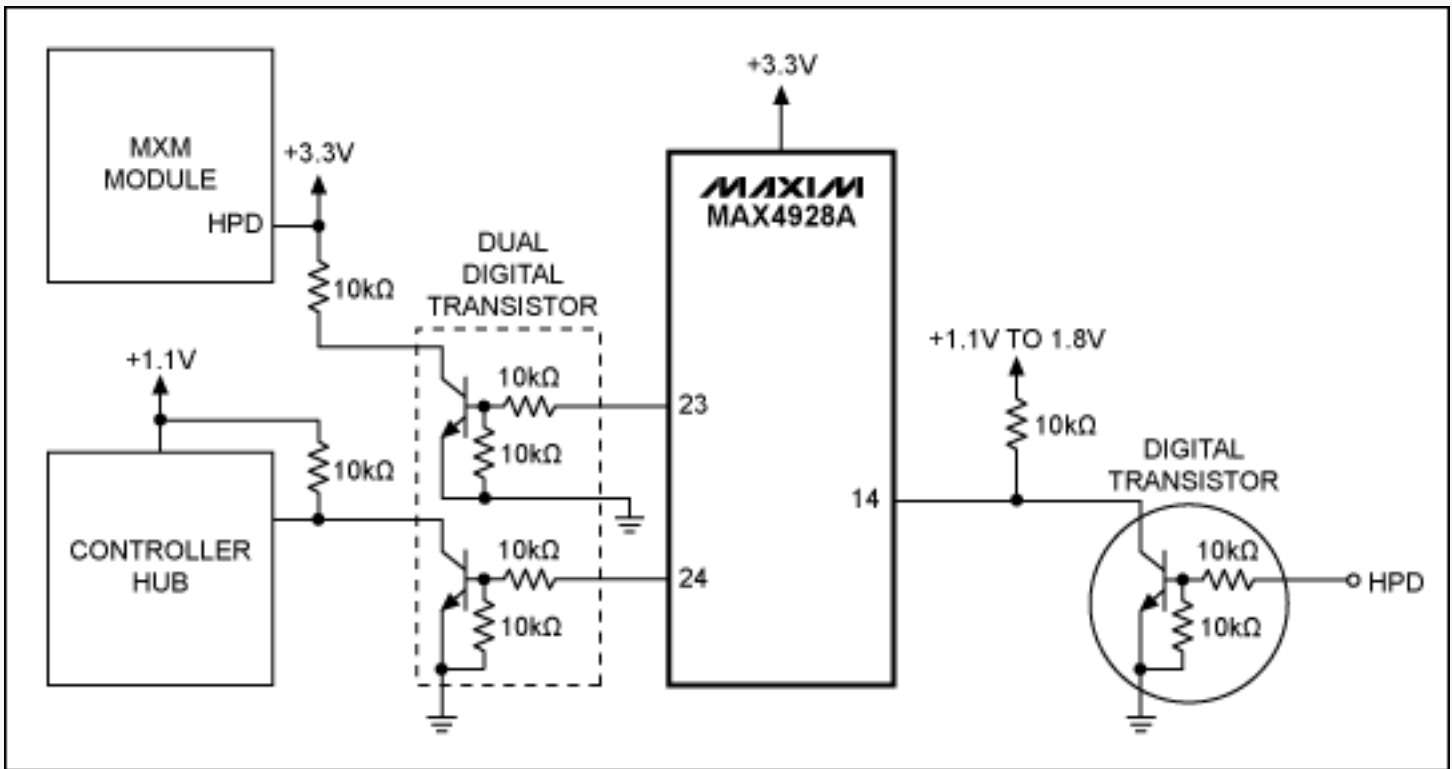 +3.3V
MXM
MODULE
+3.3V
HPD
MAXIM
MAX4928A
DUAL
DIGITAL
TRANSISTOR
10kΩ
+1.1V TO 1.8V
+1.1V
10kΩ
23
10kΩ
10kΩ
10kΩ
DIGITAL
TRANSISTOR
14
CONTROLLER
HUB
10kΩ
24
10kΩ
10kΩ
HPD
10kΩ